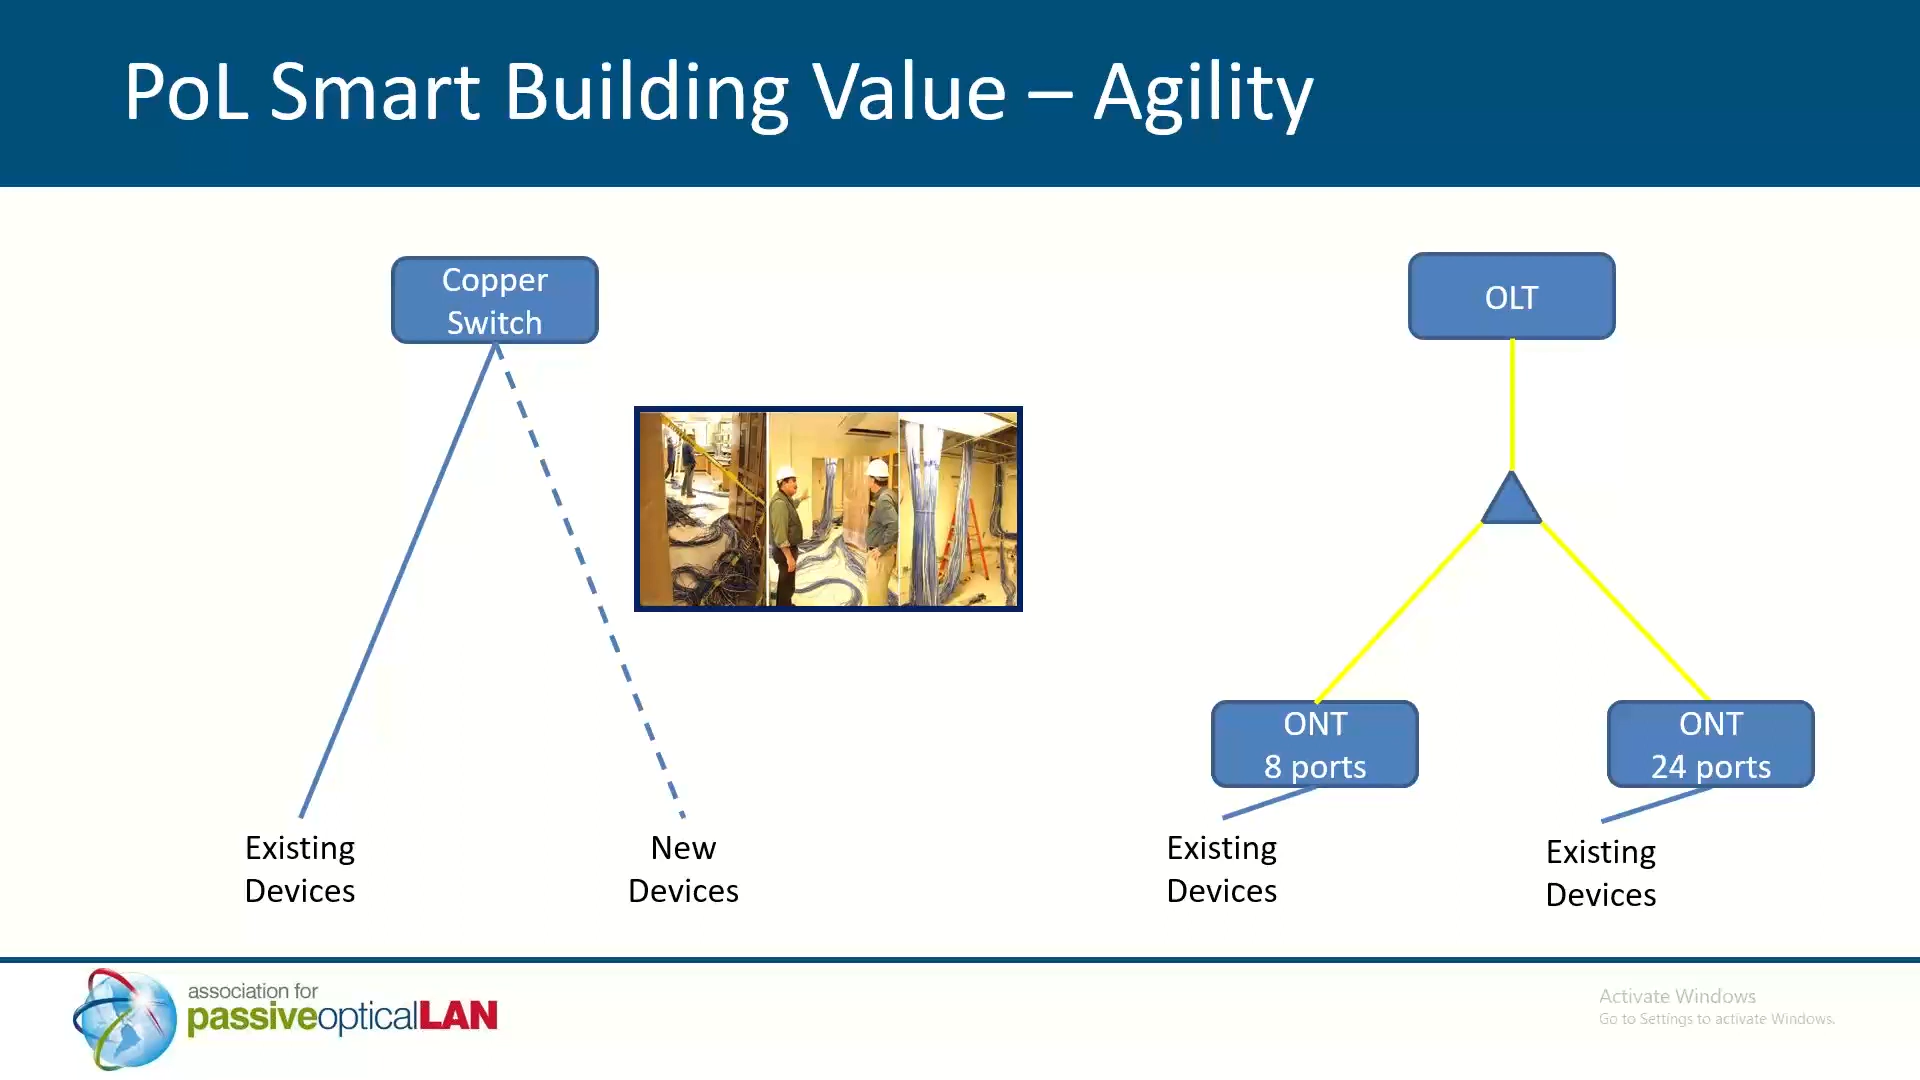 PoL Smart Building Value – Agility
Copper
Switch
OLT
ONT
8 ports
ONT
24 ports
Existing
Devices
New
Devices
Existing
Devices
Existing
Devices
association for
passiveopticalLAN
Activate Windows
Go to Settings to activate Windows.